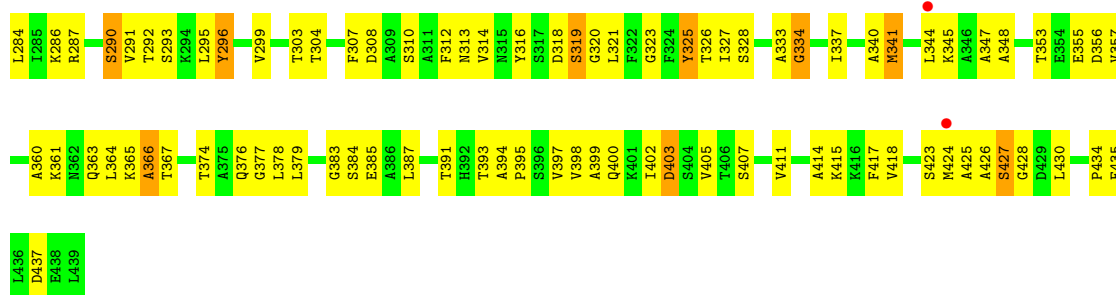 L284 I285 K286 R287 S290 V291 T292 S293 K294 L295 Y296 V299 T303 T304 F307 D308 A309 S310 A311 F312 N313 V314 N315 Y316 S317 D318 S319 G320 L321 F322 G323 F324 Y325 T326 I327 S328 A333 G334 I337 A340 M341 L344 K345 A346 A347 A348 T353 E354 E355 D356 V357
A360 K361 N362 Q363 L364 K365 A366 T367 T374 A375 Q376 G377 L378 L379 G383 S384 E385 A386 L387 T391 H392 T393 A394 P395 S396 V397 V398 A399 Q400 K401 I402 D403 S404 V405 T406 S407 V411 A414 K415 K416 F417 V418 S423 M424 A425 A426 S427 G428 D429 L430 P434
L436 D437 E438 L439